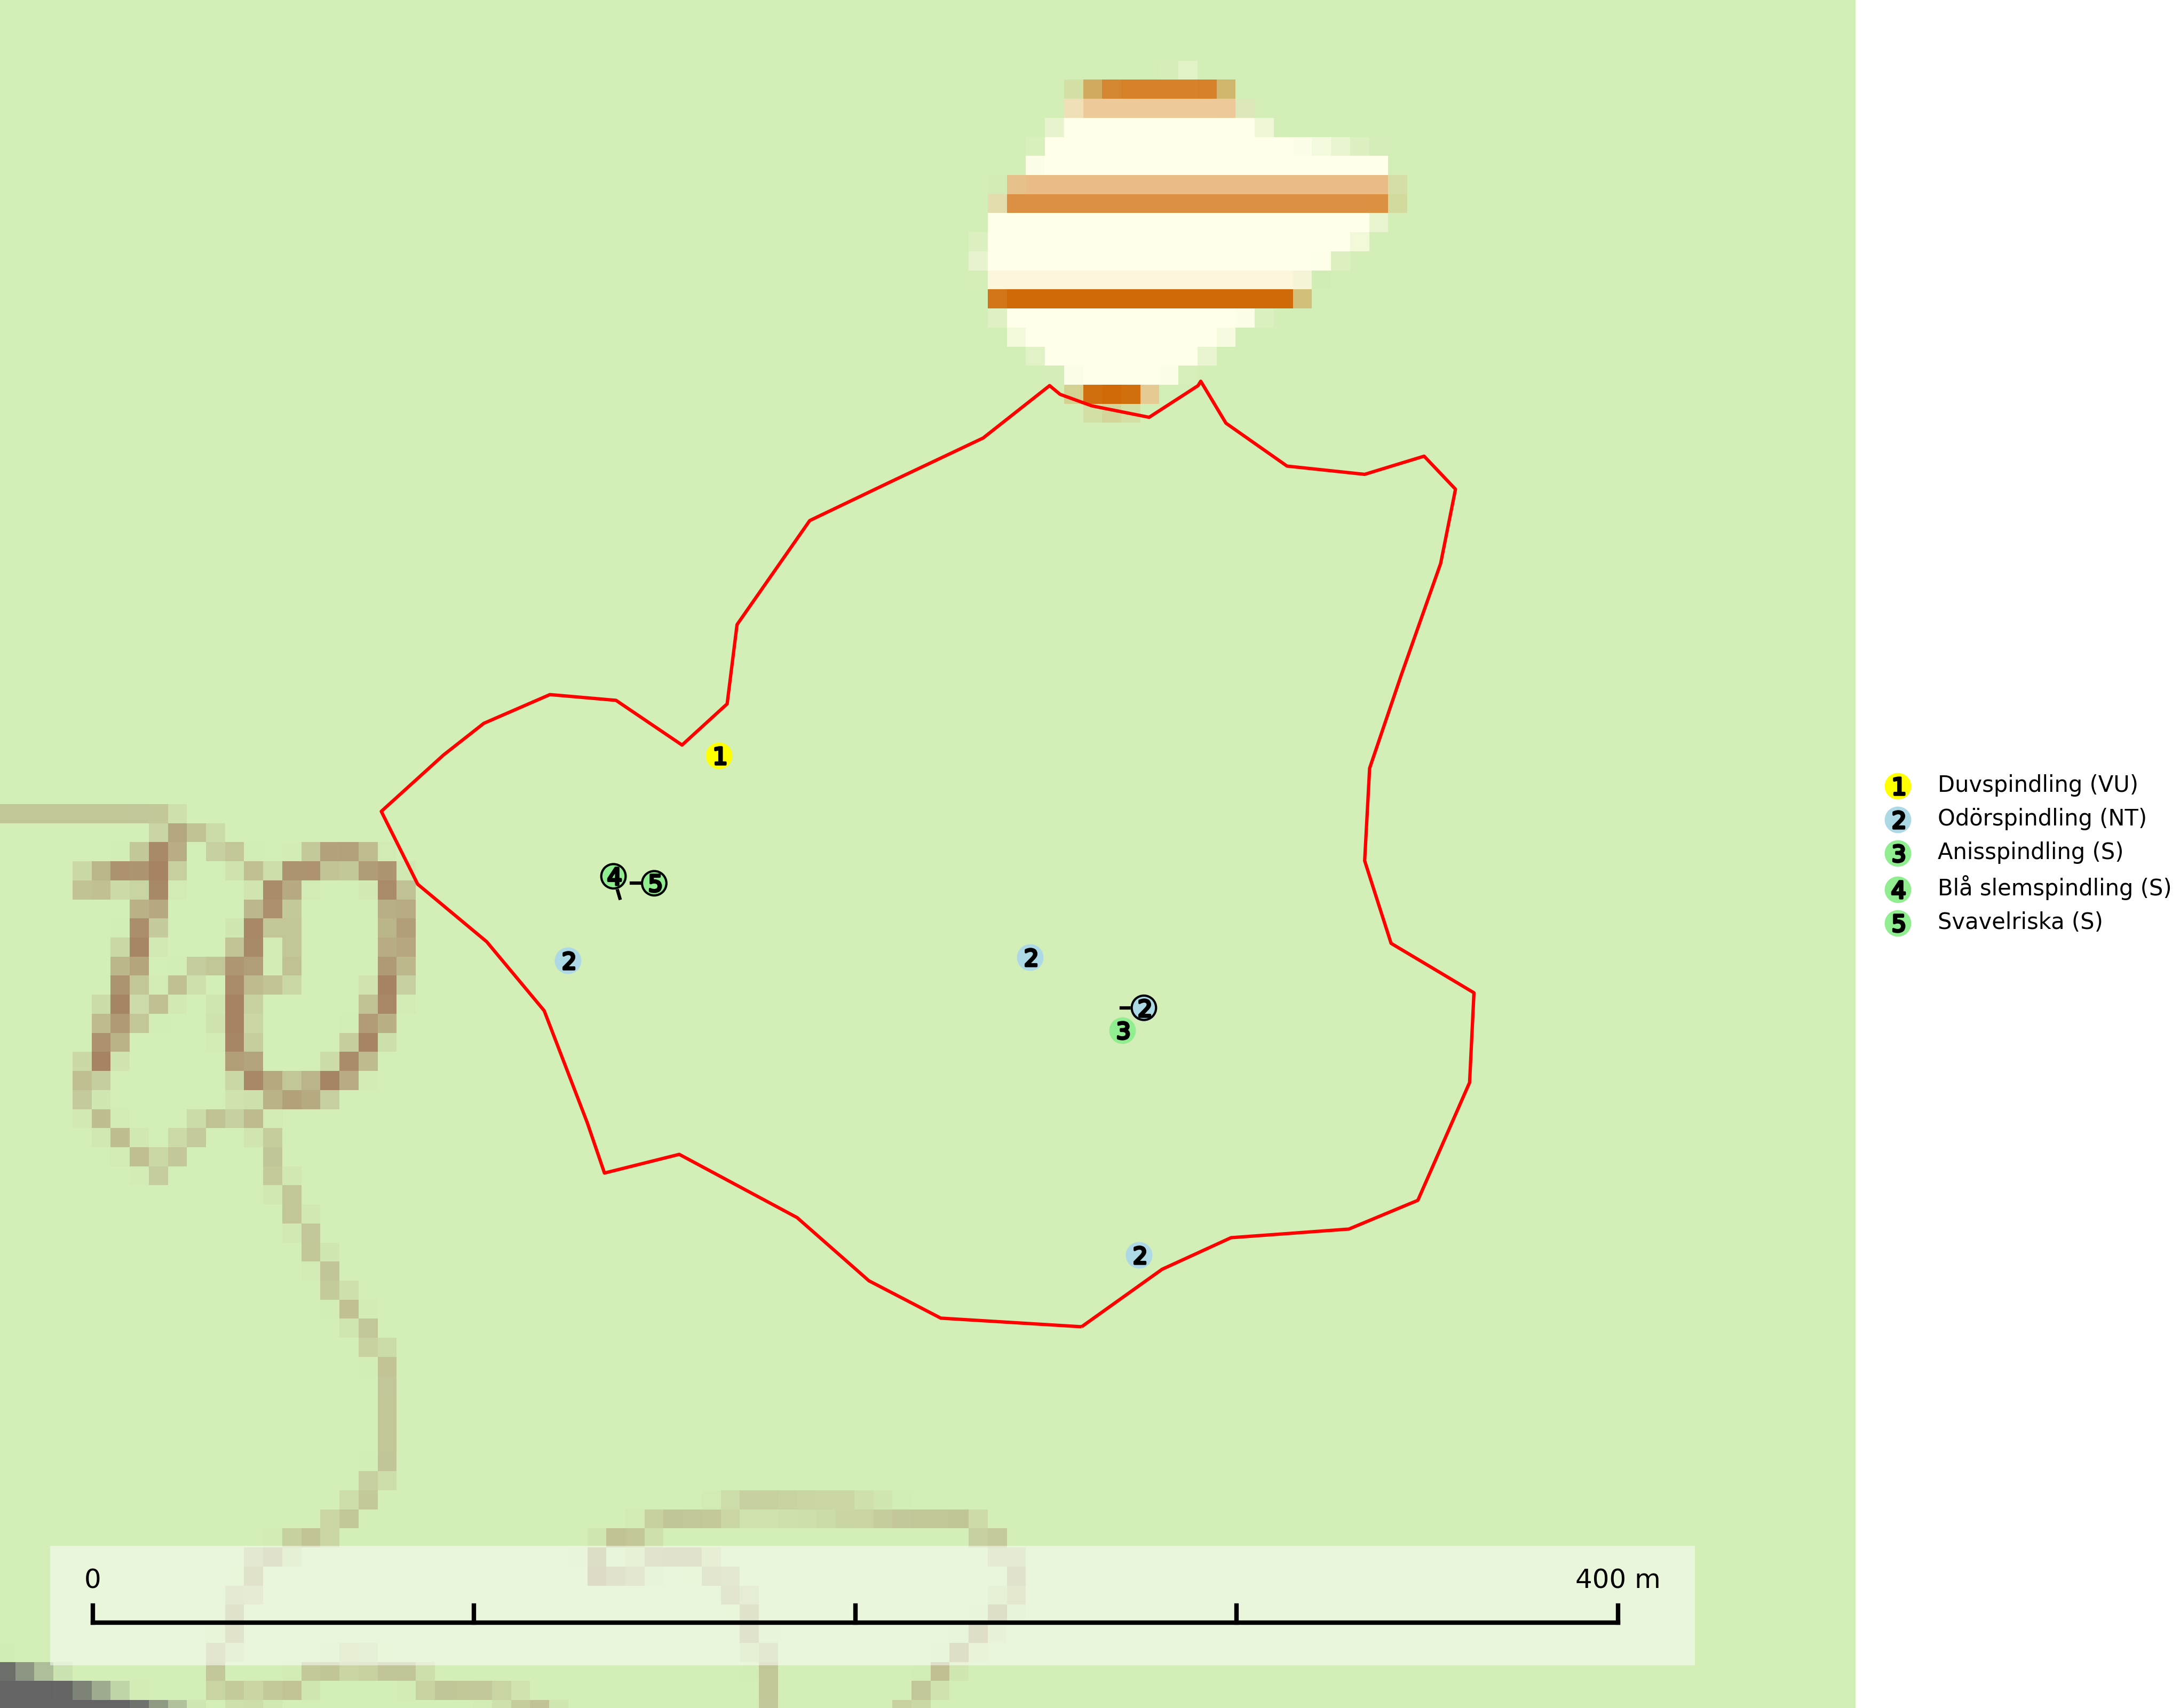 1
4
5
2
2
2
3
2
1 Duvspindling (VU)
2 Odörspindling (NT)
3 Anisspindling (S)
4 Blå slemspindling (S)
5 Svavelriska (S)
0 400 m